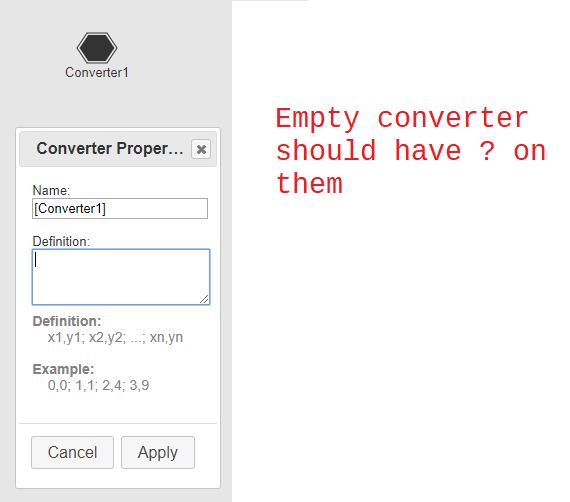 Converter1
Empty converter
should have ? on
them
Converter Proper...
Name:
[Converter1]
Definition:
Definition:
x1,y1; x2,y2; ...; xn,yn
Example:
0,0; 1,1; 2,4; 3,9
Cancel
Apply